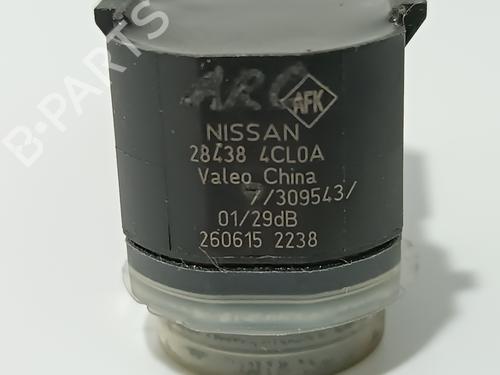 ARC
AFK
NISSAN
28438 4CL0A
Valeo China
7/309543/
01/29dB
260615 2238
B-PARTS